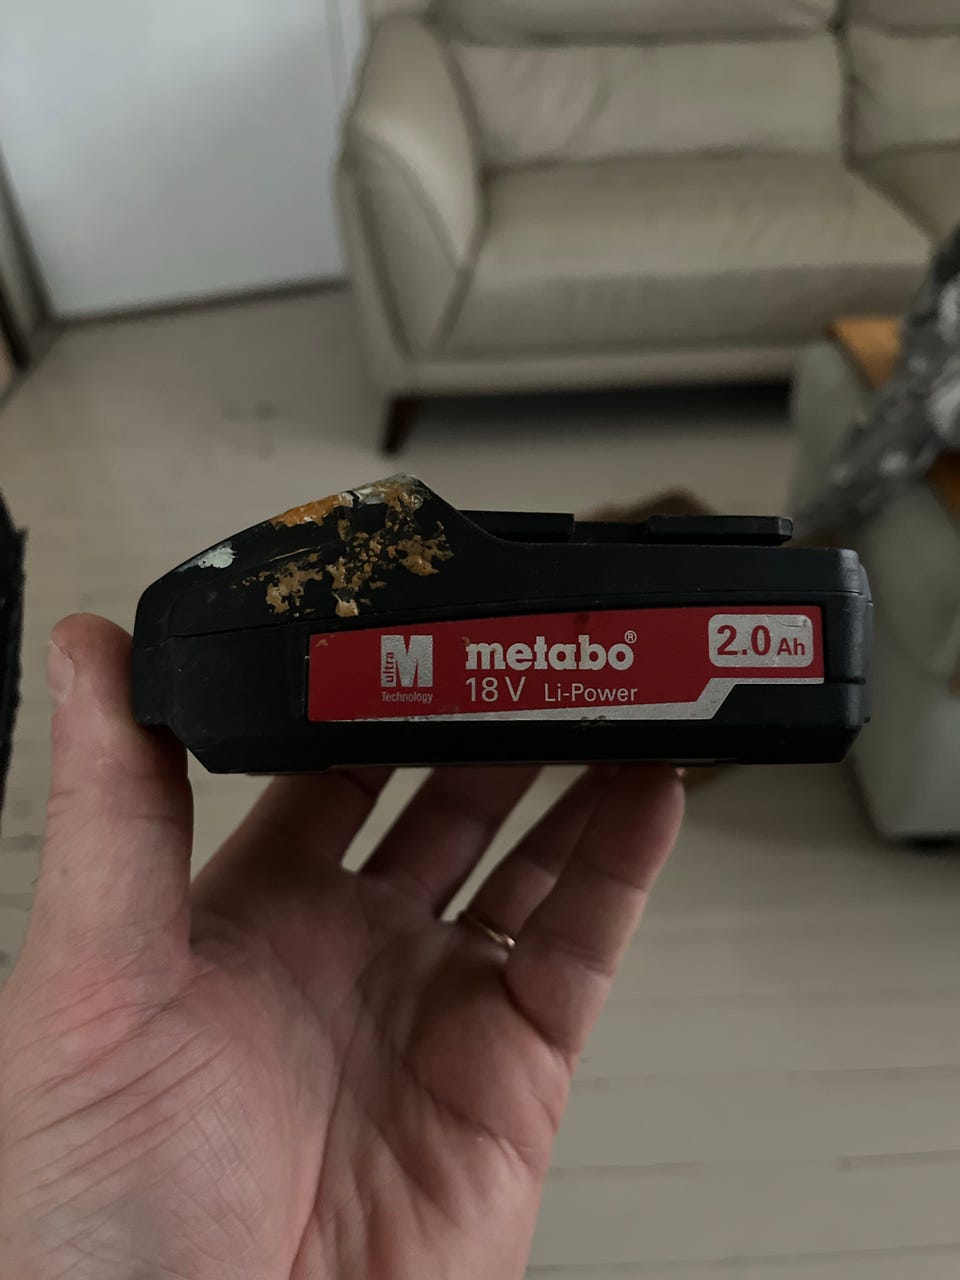 ultra M
Technology
metabo®
18 V Li-Power
2.0 Ah